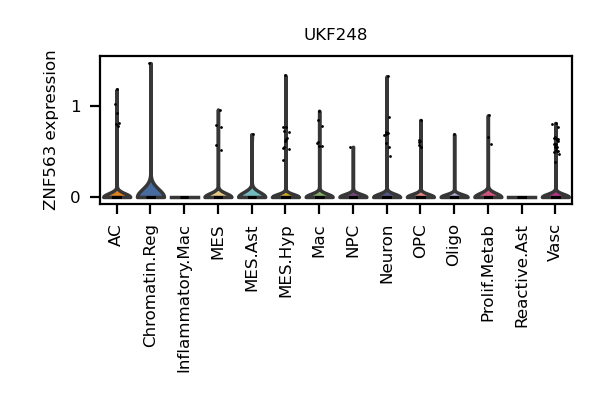 UKF248
ZNF563 expression
1
0
AC
Chromatin.Reg
Inflammatory.Mac
MES
MES.Ast
MES.Hyp
Mac
NPC
Neuron
OPC
Oligo
Prolif.Metab
Reactive.Ast
Vasc